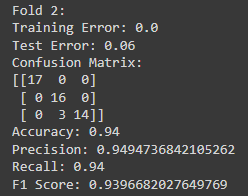 Fold 2:
Training Error: 0.0
Test Error: 0.06
Confusion Matrix:
[[17  0  0]
 [ 0 16  0]
 [ 0  3 14]]
Accuracy: 0.94
Precision: 0.9494736842105262
Recall: 0.94
F1 Score: 0.9396682027649769